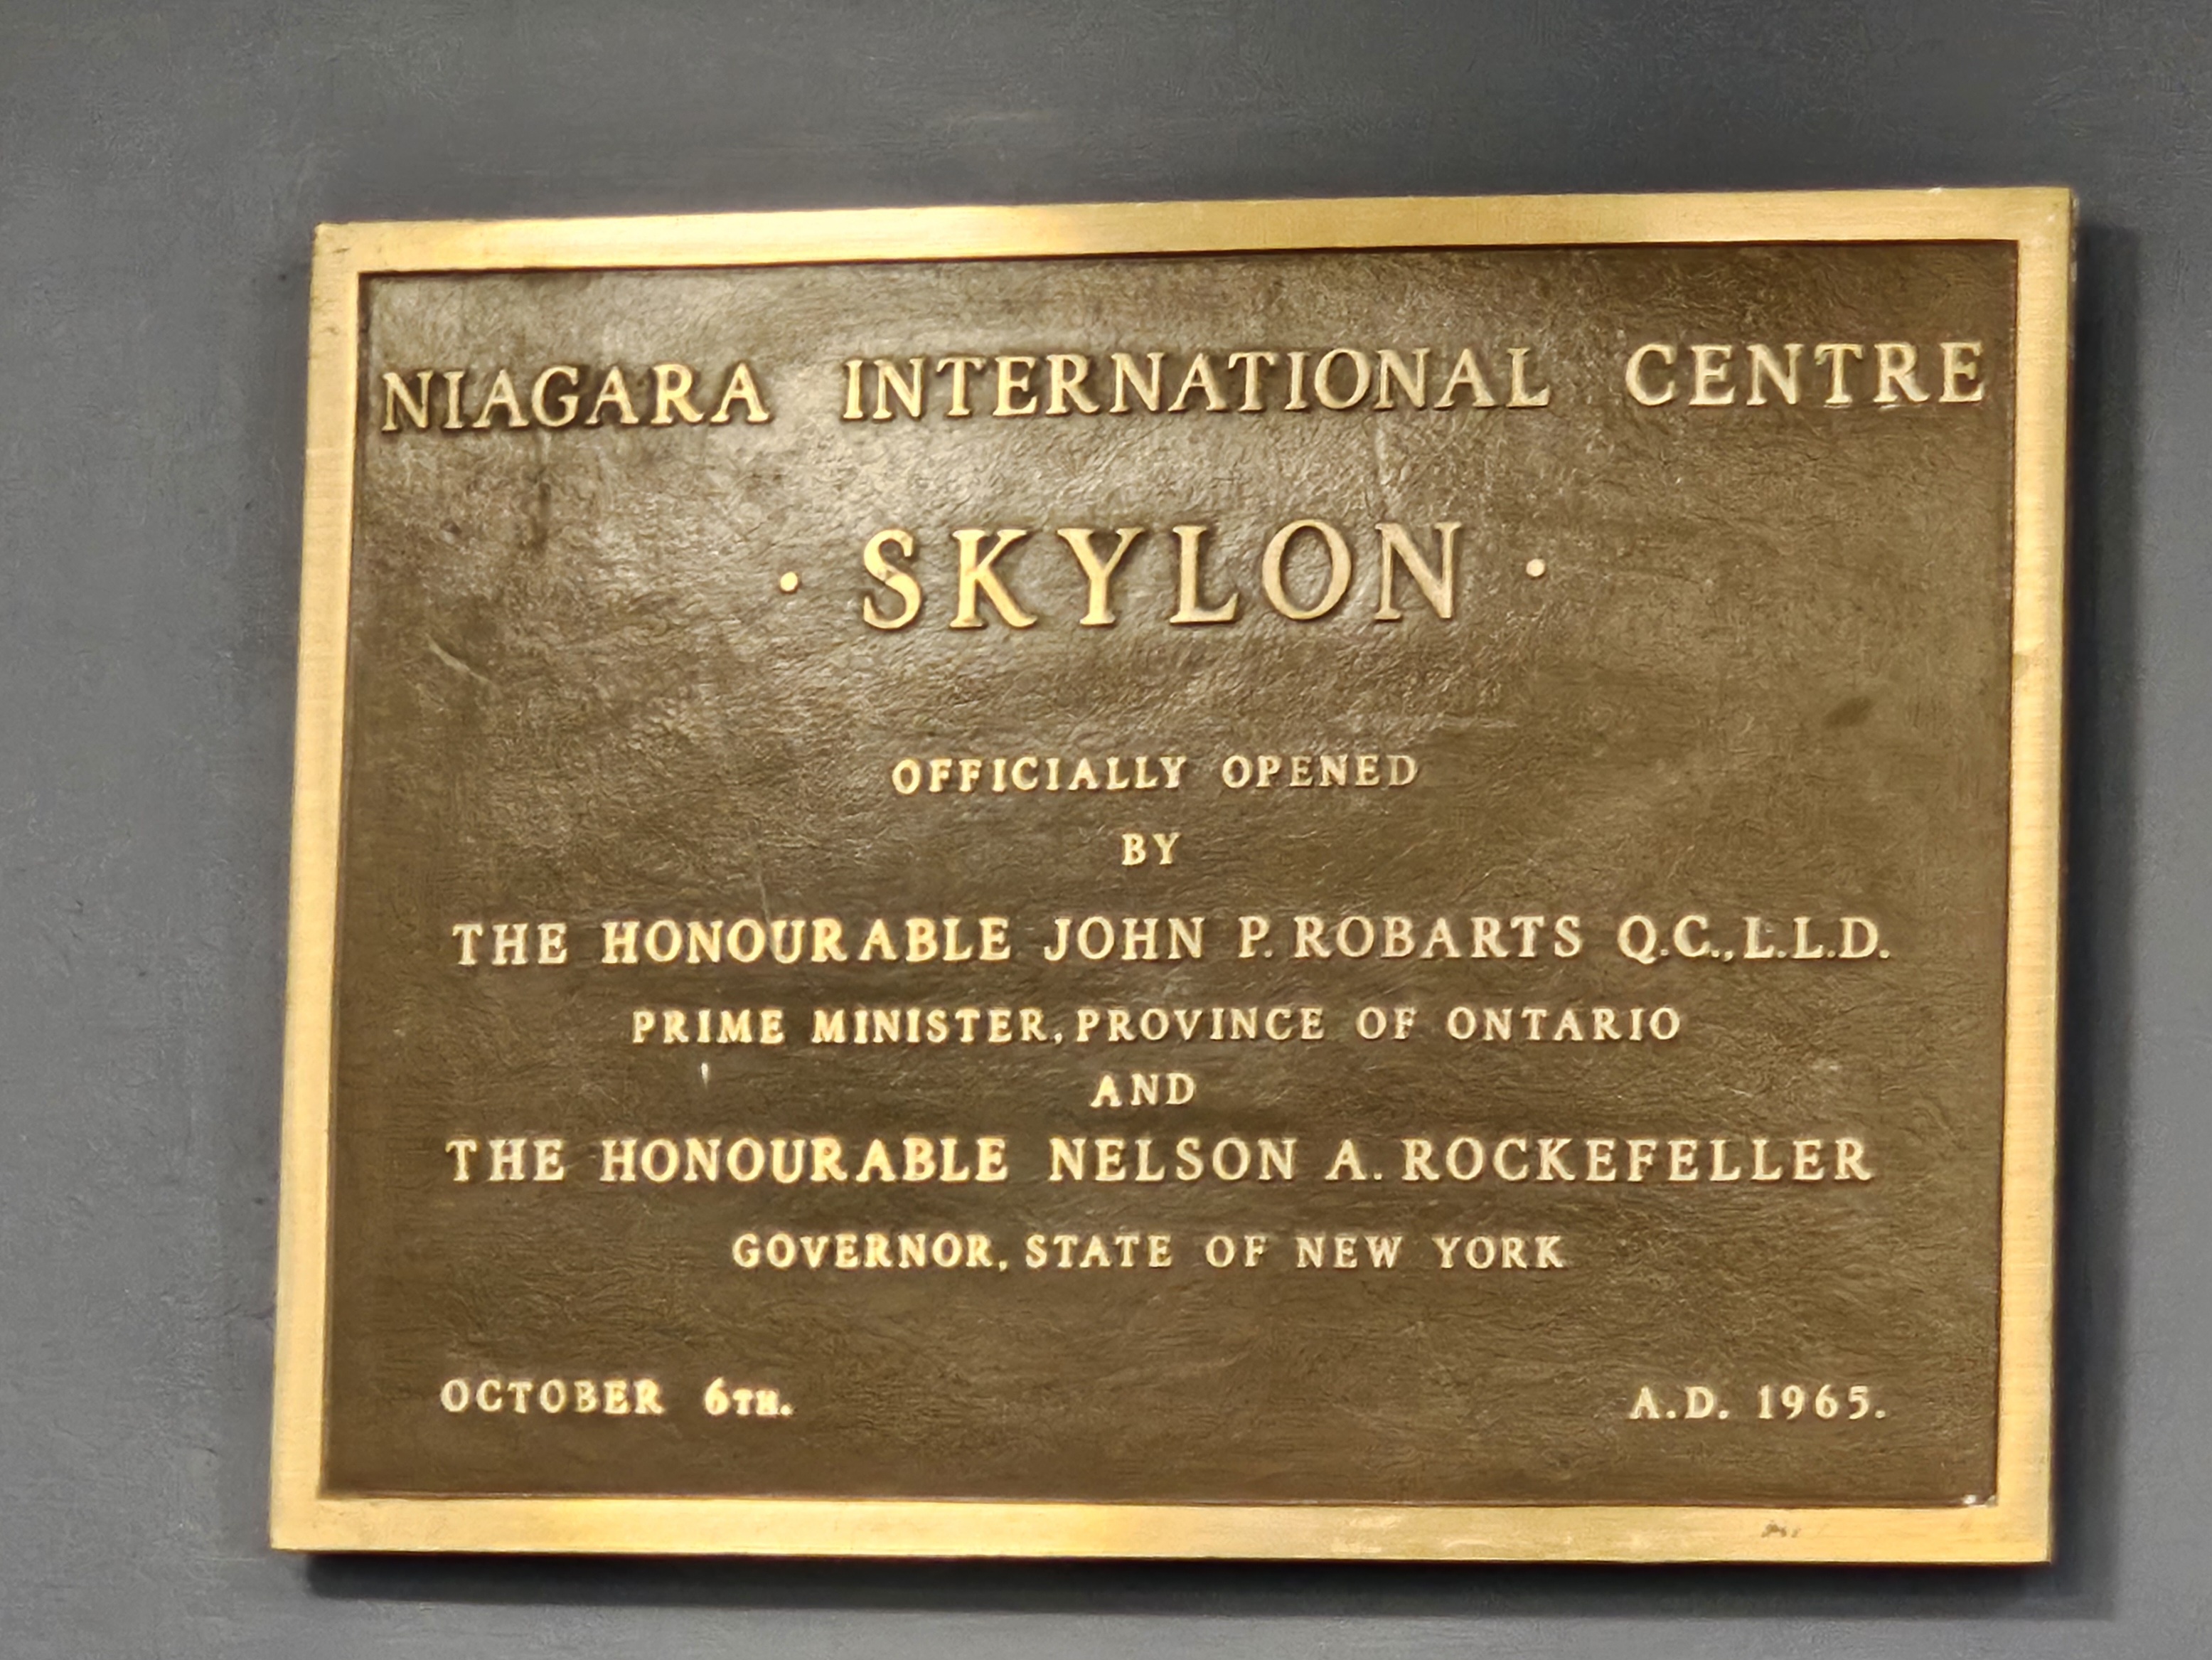 NIAGARA INTERNATIONAL CENTRE
· SKYLON ·
OFFICIALLY OPENED
BY
THE HONOURABLE JOHN P. ROBARTS Q.C., L.L.D.
PRIME MINISTER, PROVINCE OF ONTARIO
AND
THE HONOURABLE NELSON A. ROCKEFELLER
GOVERNOR, STATE OF NEW YORK
OCTOBER 6TH. A.D. 1965.